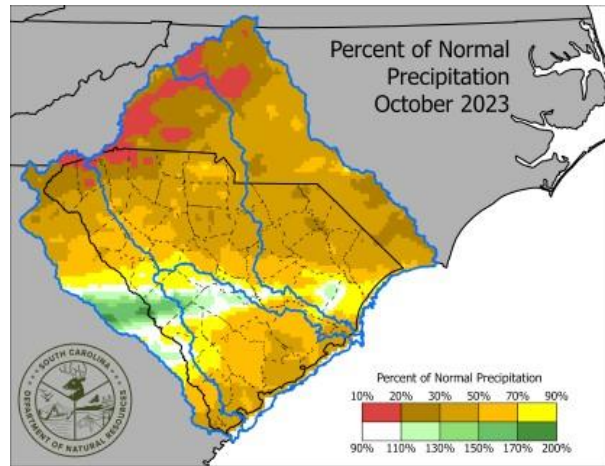 Percent of Normal
Precipitation
October 2023
SOUTH CAROLINA
DEPARTMENT OF NATURAL RESOURCES
Percent of Normal Precipitation
10% 20% 30% 50% 70% 90%
90% 110% 130% 150% 170% 200%